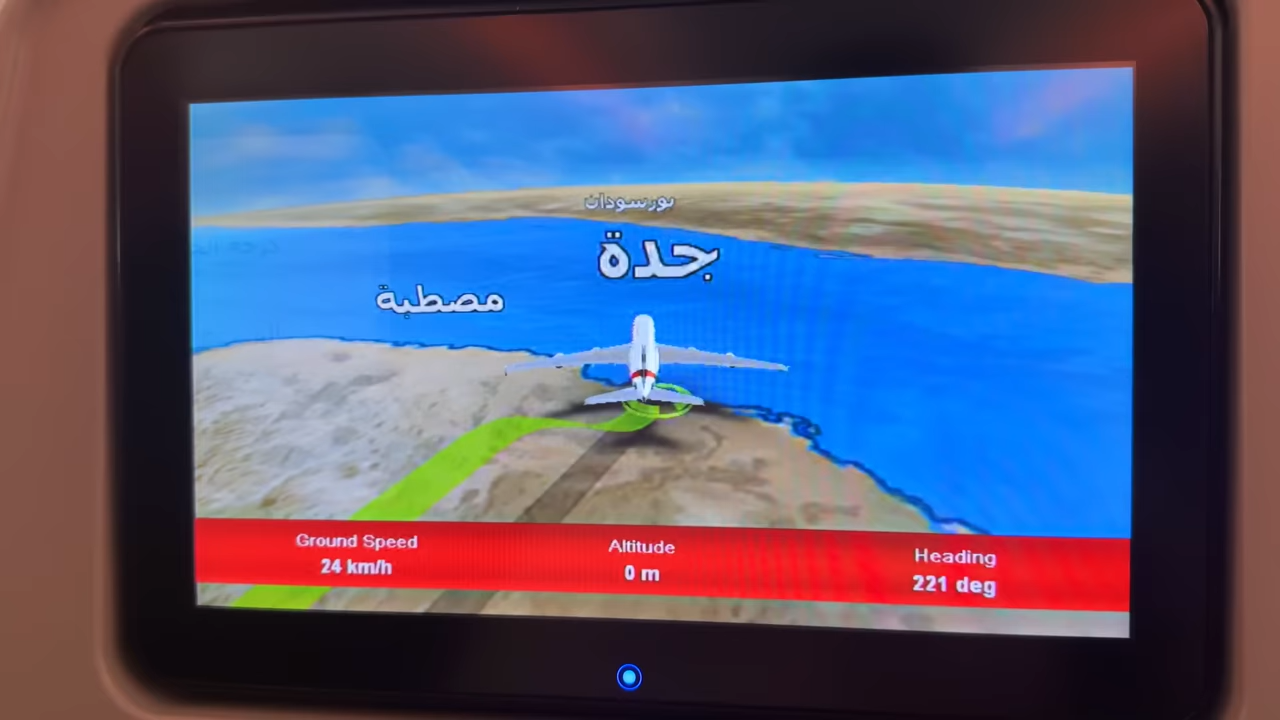 بورسودان
جدة
مصطبة
Ground Speed
24 km/h
Altitude
0 m
Heading
221 deg